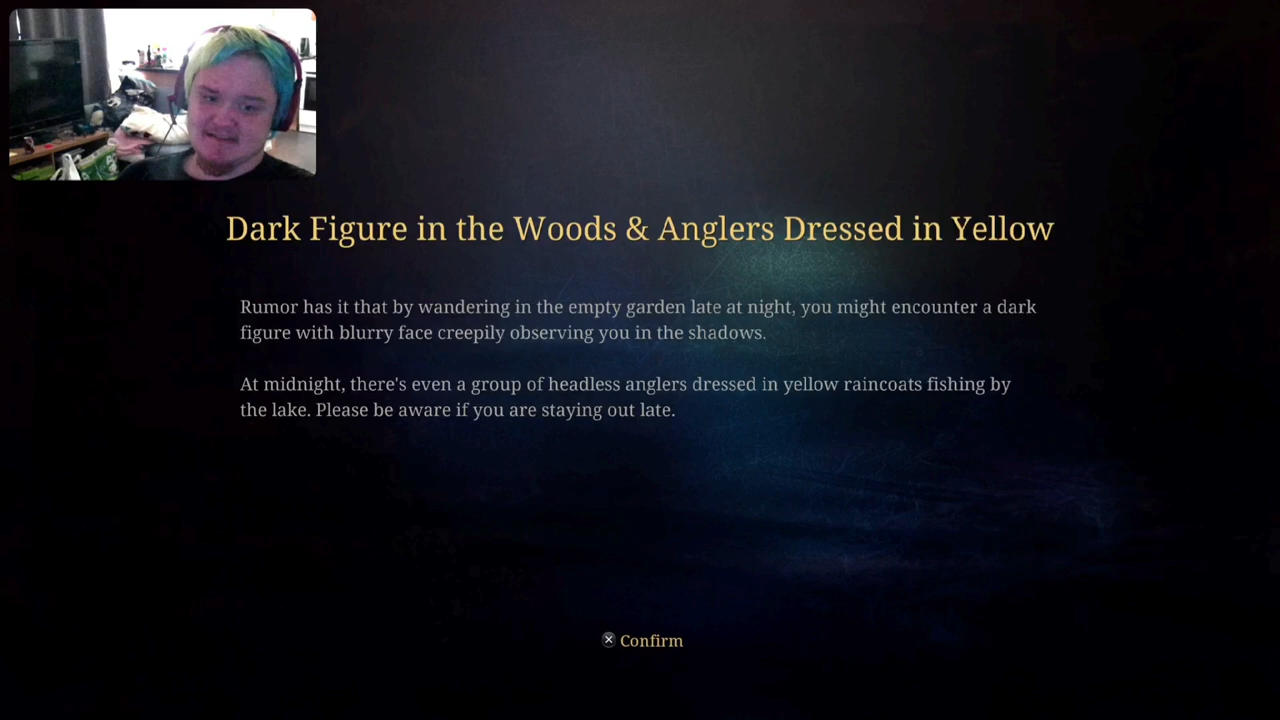 Dark Figure in the Woods & Anglers Dressed in Yellow
Rumor has it that by wandering in the empty garden late at night, you might encounter a dark
figure with blurry face creepily observing you in the shadows.
At midnight, there's even a group of headless anglers dressed in yellow raincoats fishing by
the lake. Please be aware if you are staying out late.
Confirm